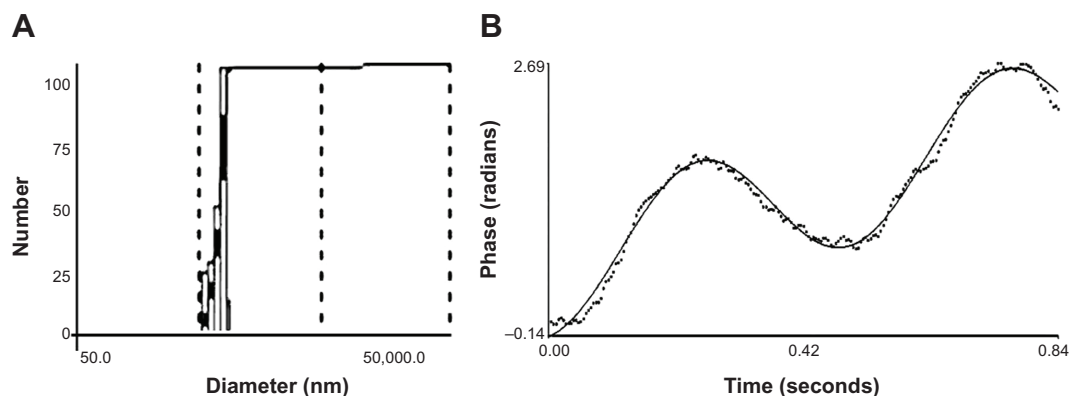 A
100
75
50
25
0
Number
50.0
50,000.0
Diameter (nm)
B
2.69
–0.14
Phase (radians)
0.00
0.42
0.84
Time (seconds)